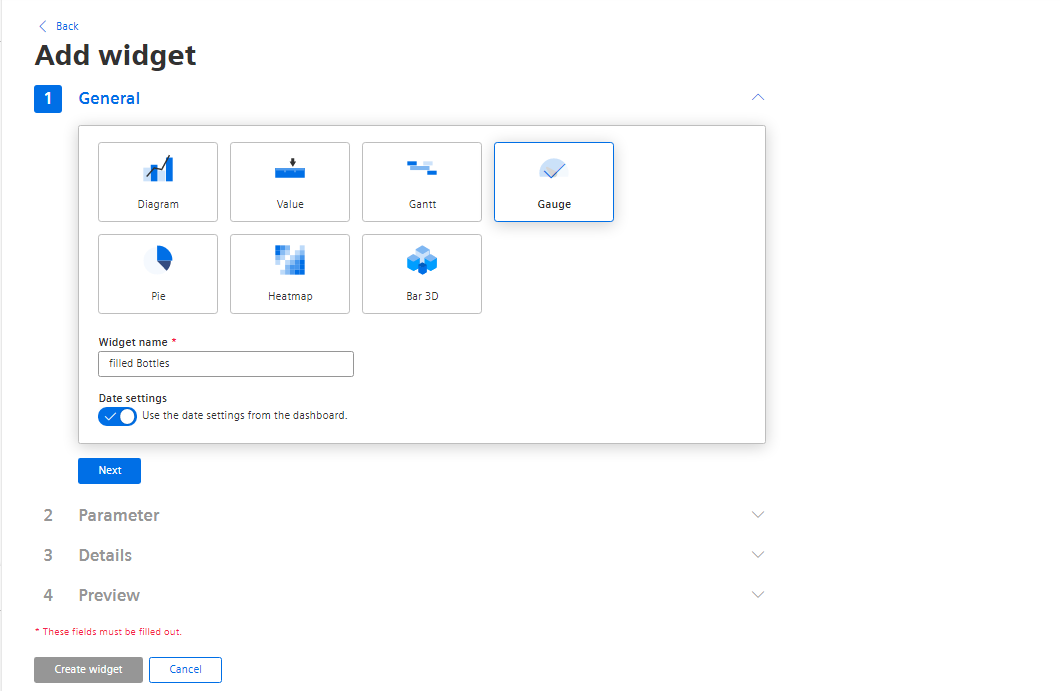 Back
Add widget
1 General
Diagram
Value
Gantt
Gauge
Pie
Heatmap
Bar 3D
Widget name *
filled Bottles
Date settings
Use the date settings from the dashboard.
Next
2 Parameter
3 Details
4 Preview
* These fields must be filled out.
Create widget
Cancel